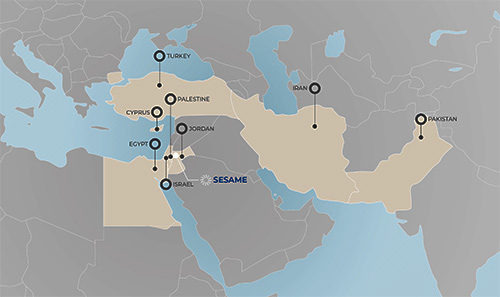 TURKEY
IRAN
PALESTINE
CYPRUS
PAKISTAN
JORDAN
EGYPT
SESAME
ISRAEL